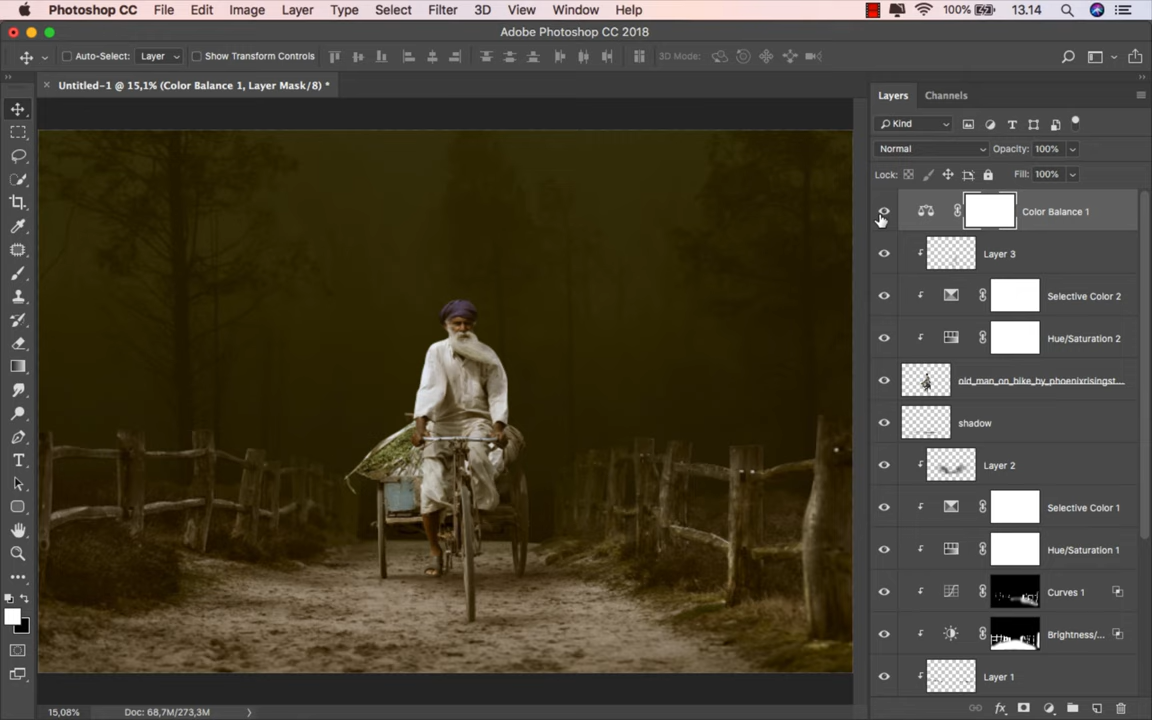 Photoshop CC File Edit Image Layer Type Select Filter 3D View Window Help 100% 13.14
Adobe Photoshop CC 2018
Auto-Select: Layer Show Transform Controls 3D Mode:
Untitled-1 @ 15,1% (Color Balance 1, Layer Mask/8) *
Layers Channels
Kind
Normal Opacity: 100%
Lock: Fill: 100%
Color Balance 1
Layer 3
Selective Color 2
Hue/Saturation 2
old_man_on_bike_by_phoenixrisingst...
shadow
Layer 2
Selective Color 1
Hue/Saturation 1
Curves 1
Brightness/...
Layer 1
15,08% Doc: 68,7M/273,3M